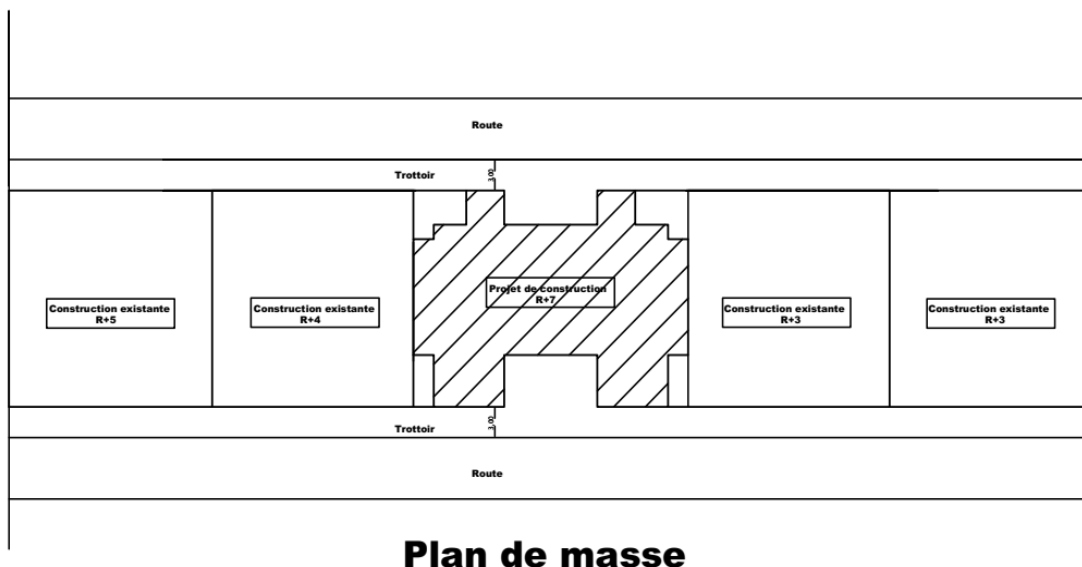 Route
Trottoir
3.00
Construction existante
R+5
Construction existante
R+4
Projet de construction
R+7
Construction existante
R+3
Construction existante
R+3
Trottoir
3.00
Route
Plan de masse